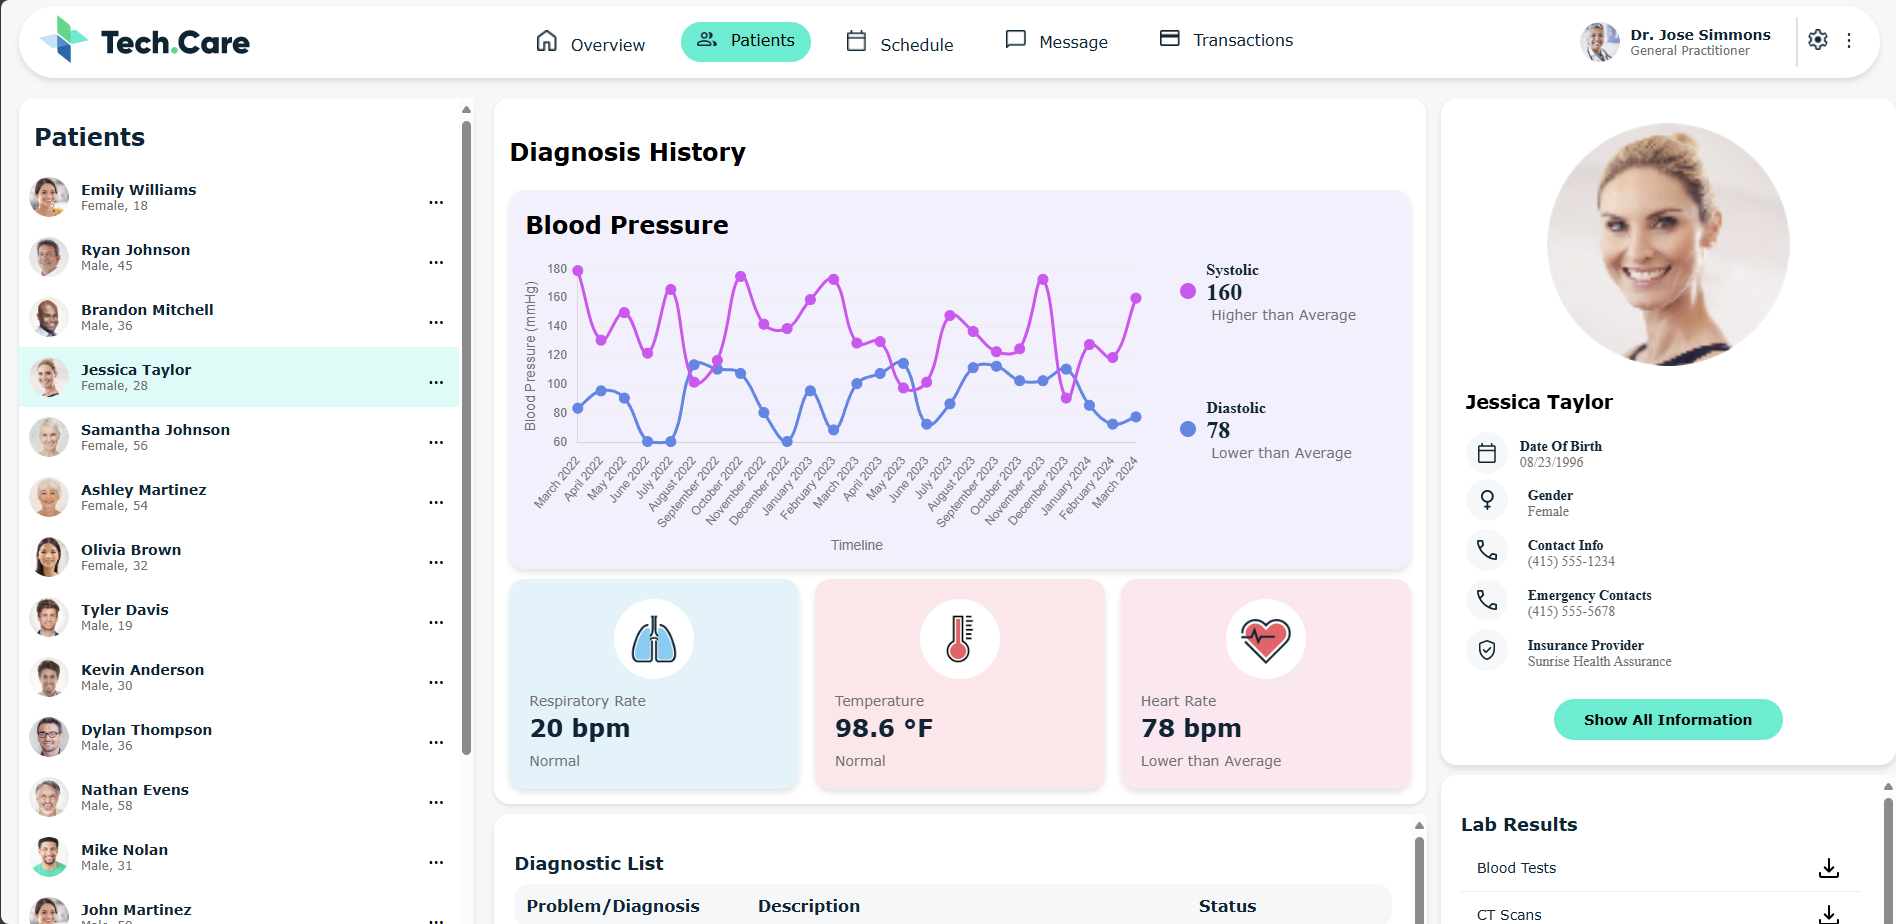 Tech.Care
Overview
Patients
Schedule
Message
Transactions
Dr. Jose Simmons
General Practitioner
Patients
Emily Williams
Female, 18
Ryan Johnson
Male, 45
Brandon Mitchell
Male, 36
Jessica Taylor
Female, 28
Samantha Johnson
Female, 56
Ashley Martinez
Female, 54
Olivia Brown
Female, 32
Tyler Davis
Male, 19
Kevin Anderson
Male, 30
Dylan Thompson
Male, 36
Nathan Evens
Male, 58
Mike Nolan
Male, 31
John Martinez
Diagnosis History
Blood Pressure
Blood Pressure (mmHg)
180
160
140
120
100
80
60
March 2022
April 2022
May 2022
June 2022
July 2022
August 2022
September 2022
October 2022
November 2022
December 2022
January 2023
February 2023
March 2023
April 2023
May 2023
June 2023
July 2023
August 2023
September 2023
October 2023
November 2023
December 2023
January 2024
February 2024
March 2024
Timeline
Systolic
160
Higher than Average
Diastolic
78
Lower than Average
Respiratory Rate
20 bpm
Normal
Temperature
98.6 °F
Normal
Heart Rate
78 bpm
Lower than Average
Diagnostic List
Problem/Diagnosis
Description
Status
Jessica Taylor
Date Of Birth
08/23/1996
Gender
Female
Contact Info
(415) 555-1234
Emergency Contacts
(415) 555-5678
Insurance Provider
Sunrise Health Assurance
Show All Information
Lab Results
Blood Tests
CT Scans